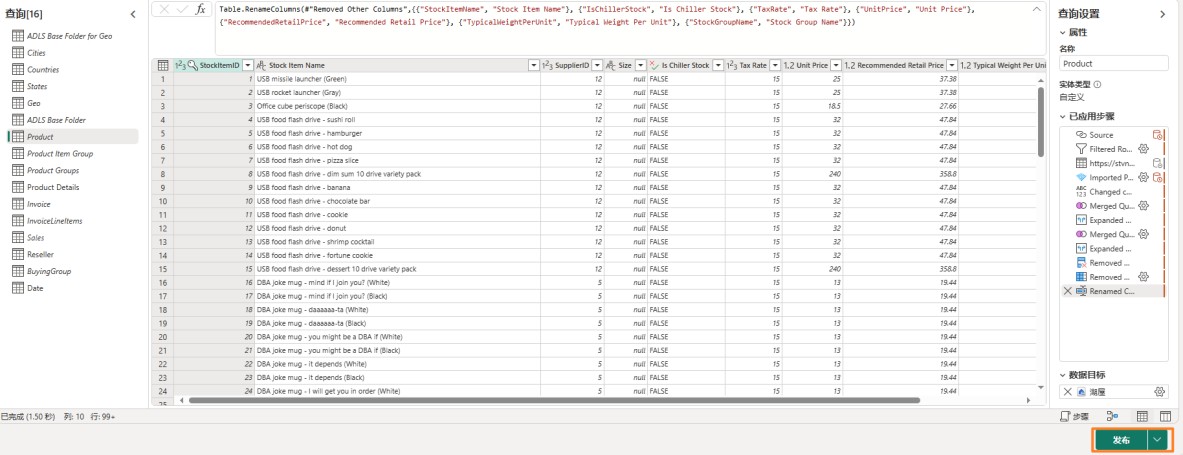 查询[16]
ADLS Base Folder for Geo
Cities
Countries
States
Geo
ADLS Base Folder
Product
Product Item Group
Product Groups
Product Details
Invoice
InvoiceLineItems
Sales
Reseller
BuyingGroup
Date
fx
Table.RenameColumns(#"Removed Other Columns",{{"StockItemName", "Stock Item Name"}, {"IsChillerStock", "Is Chiller Stock"}, {"TaxRate", "Tax Rate"}, {"UnitPrice", "Unit Price"},
{"RecommendedRetailPrice", "Recommended Retail Price"}, {"TypicalWeightPerUnit", "Typical Weight Per Unit"}, {"StockGroupName", "Stock Group Name"}})
StockItemID Stock Item Name SupplierID Size Is Chiller Stock Tax Rate Unit Price Recommended Retail Price Typical Weight Per Uni
1 1 USB missile launcher (Green) 12 null FALSE 15 25 37.38
2 2 USB rocket launcher (Gray) 12 null FALSE 15 25 37.38
3 3 Office cube periscope (Black) 12 null FALSE 15 18.5 27.66
4 4 USB food flash drive - sushi roll 12 null FALSE 15 32 47.84
5 5 USB food flash drive - hamburger 12 null FALSE 15 32 47.84
6 6 USB food flash drive - hot dog 12 null FALSE 15 32 47.84
7 7 USB food flash drive - pizza slice 12 null FALSE 15 32 47.84
8 8 USB food flash drive - dim sum 10 drive variety pack 12 null FALSE 15 240 358.8
9 9 USB food flash drive - banana 12 null FALSE 15 32 47.84
10 10 USB food flash drive - chocolate bar 12 null FALSE 15 32 47.84
11 11 USB food flash drive - cookie 12 null FALSE 15 32 47.84
12 12 USB food flash drive - donut 12 null FALSE 15 32 47.84
13 13 USB food flash drive - shrimp cocktail 12 null FALSE 15 32 47.84
14 14 USB food flash drive - fortune cookie 12 null FALSE 15 32 47.84
15 15 USB food flash drive - dessert 10 drive variety pack 12 null FALSE 15 240 358.8
16 16 DBA joke mug - mind if I join you? (White) 5 null FALSE 15 13 19.44
17 17 DBA joke mug - mind if I join you? (Black) 5 null FALSE 15 13 19.44
18 18 DBA joke mug - daaaaaa-ta (White) 5 null FALSE 15 13 19.44
19 19 DBA joke mug - daaaaaa-ta (Black) 5 null FALSE 15 13 19.44
20 20 DBA joke mug - you might be a DBA if (White) 5 null FALSE 15 13 19.44
21 21 DBA joke mug - you might be a DBA if (Black) 5 null FALSE 15 13 19.44
22 22 DBA joke mug - it depends (White) 5 null FALSE 15 13 19.44
23 23 DBA joke mug - it depends (Black) 5 null FALSE 15 13 19.44
24 24 DBA joke mug - I will get you in order (White) 5 null FALSE 15 13 19.44
25
查询设置
属性
名称
Product
实体类型
自定义
已应用步骤
Source
Filtered Ro...
https://stvn...
Imported P...
Changed c...
Merged Qu...
Expanded ...
Merged Qu...
Expanded ...
Removed ...
Removed ...
Renamed C...
数据目标
湖屋
已完成 (1.50 秒) 列: 10 行: 99+
步骤
发布